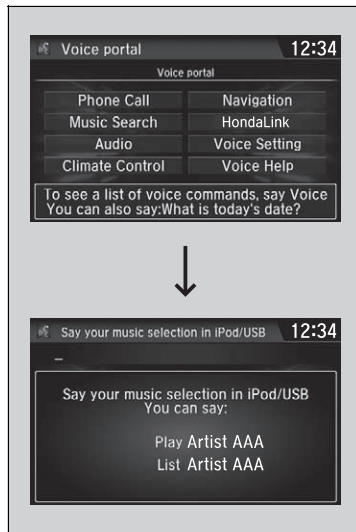 Voice portal 12:34
Voice portal
Phone Call Navigation
Music Search HondaLink
Audio Voice Setting
Climate Control Voice Help
To see a list of voice commands, say Voice
You can also say:What is today's date?
Say your music selection in iPod/USB 12:34
Say your music selection in iPod/USB
You can say:
Play Artist AAA
List Artist AAA